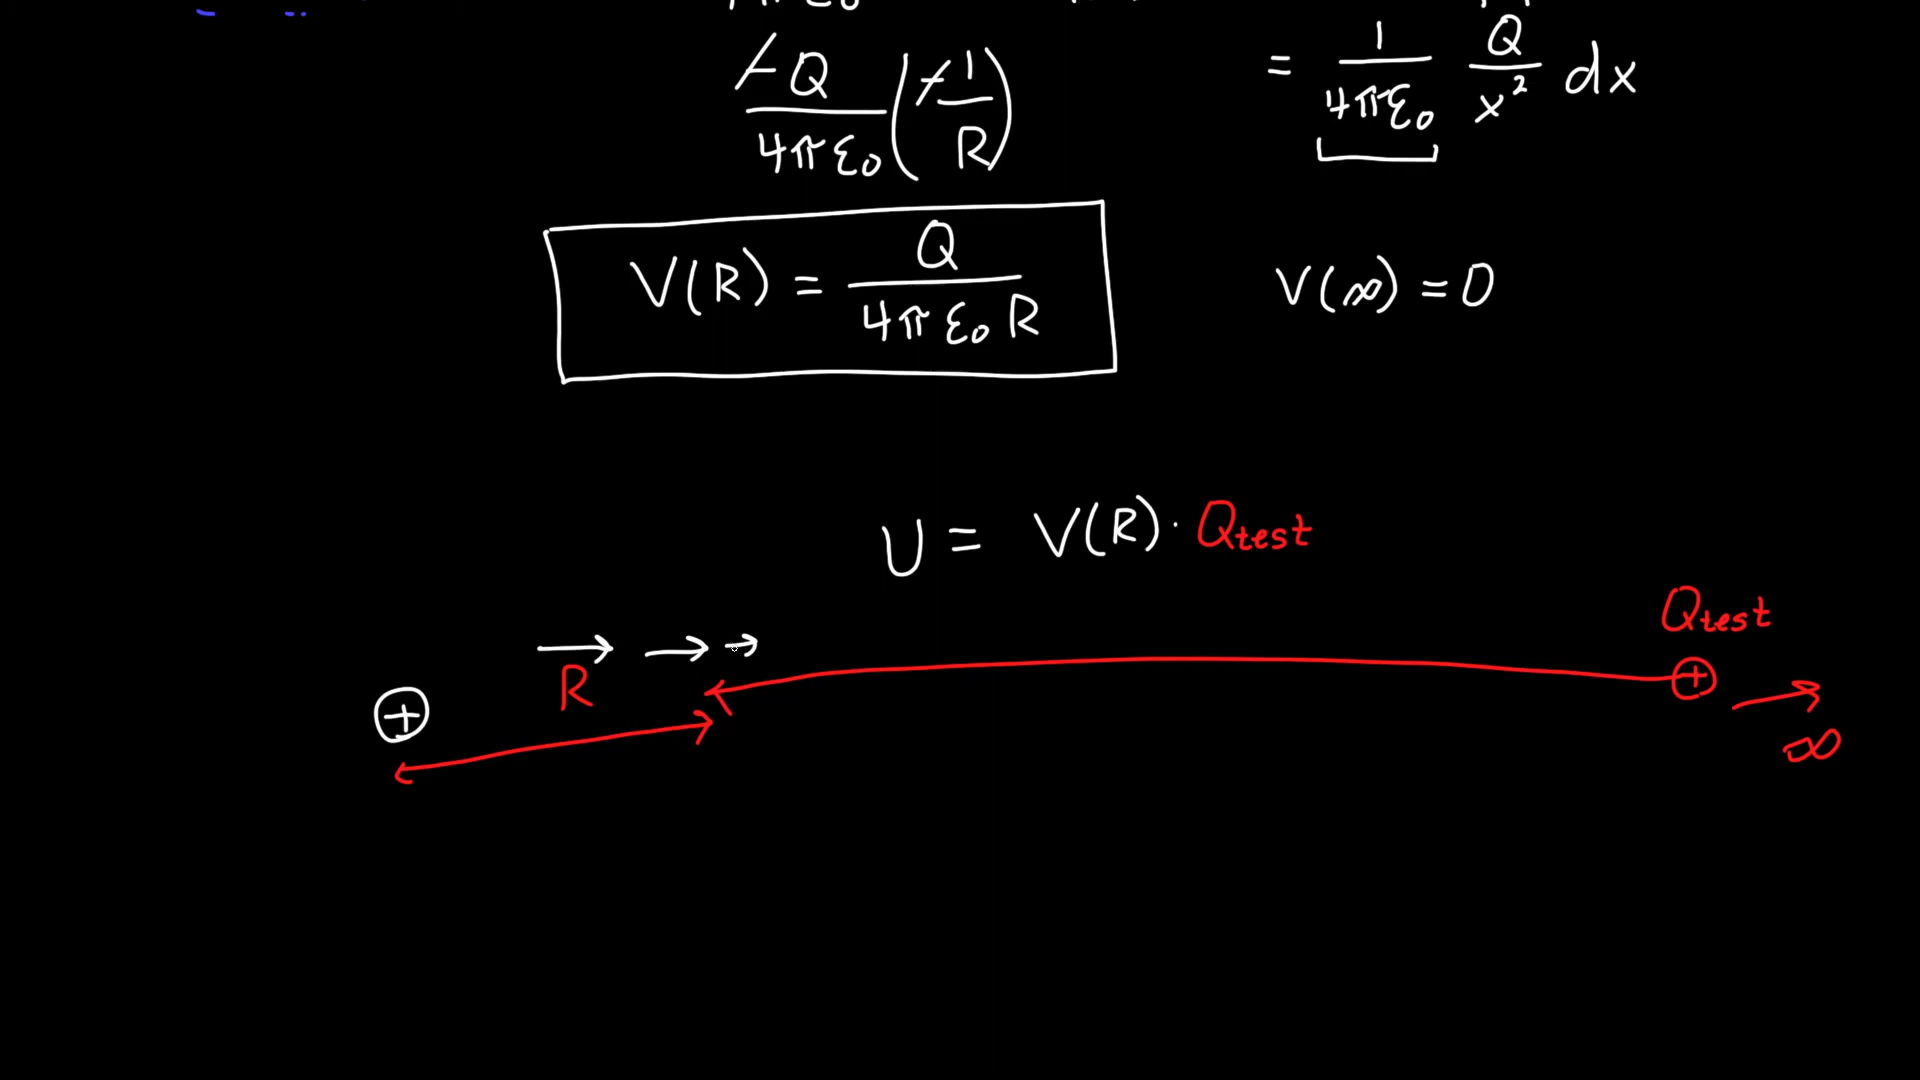 -Q/4πε₀ (-1/R)
= 1/4πε₀ Q/x² dx
V(R) = Q/4πε₀R
V(∞) = 0
U = V(R) · Qtest
Qtest
R
+
+
∞